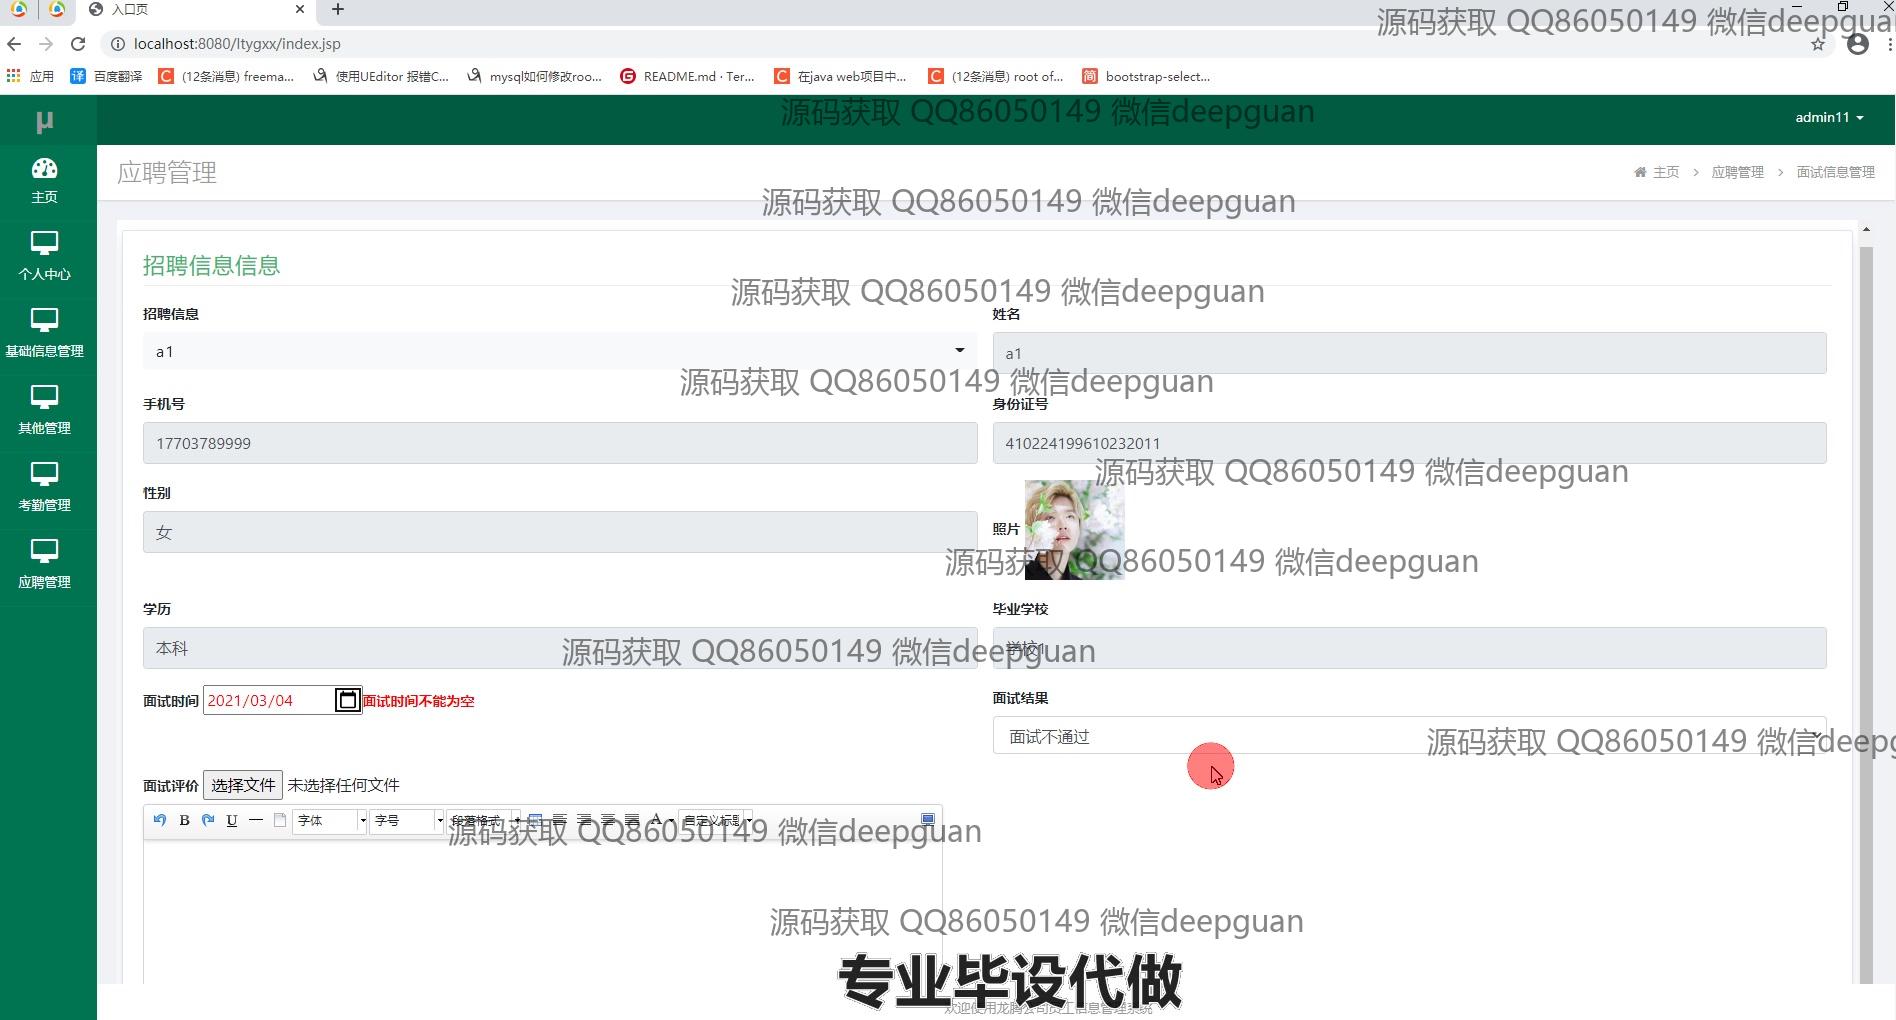 入口页
源码获取 QQ86050149 微信deepguan
localhost:8080/ltygxx/index.jsp
应用 百度翻译 (12条消息) freema... 使用UEditor 报错C... mysql如何修改roo... README.md · Ter... 在java web项目中... (12条消息) root of... bootstrap-select...
μ
源码获取 QQ86050149 微信deepguan
admin11
主页
个人中心
基础信息管理
其他管理
考勤管理
应聘管理
应聘管理
主页 > 应聘管理 > 面试信息管理
源码获取 QQ86050149 微信deepguan
招聘信息信息
源码获取 QQ86050149 微信deepguan
招聘信息 姓名
a1 a1
源码获取 QQ86050149 微信deepguan
手机号 身份证号
17703789999 410224199610232011
源码获取 QQ86050149 微信deepguan
性别
女
照片
源码获取 QQ86050149 微信deepguan
学历 毕业学校
本科 学校1
源码获取 QQ86050149 微信deepguan
面试时间 2021/03/04 面试时间不能为空
面试结果
面试不通过
源码获取 QQ86050149 微信deepg
面试评价 选择文件 未选择任何文件
B U 字体 字号 段落格式 A 自定义标题
源码获取 QQ86050149 微信deepguan
源码获取 QQ86050149 微信deepguan
专业毕设代做
欢迎使用龙腾公司员工信息管理系统